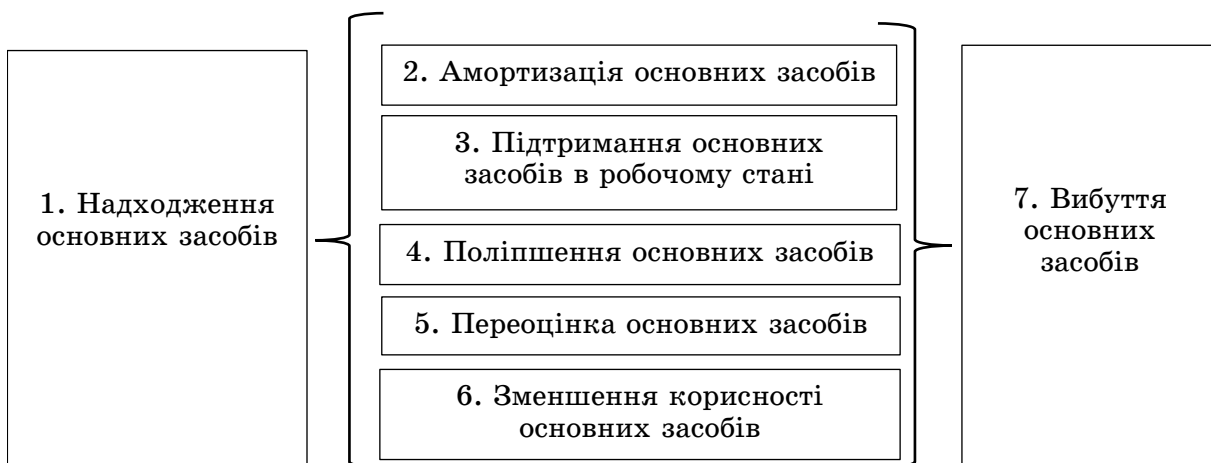 1. Надходження
основних засобів
2. Амортизація основних засобів
3. Підтримання основних
засобів в робочому стані
4. Поліпшення основних засобів
5. Переоцінка основних засобів
6. Зменшення корисності
основних засобів
7. Вибуття
основних
засобів